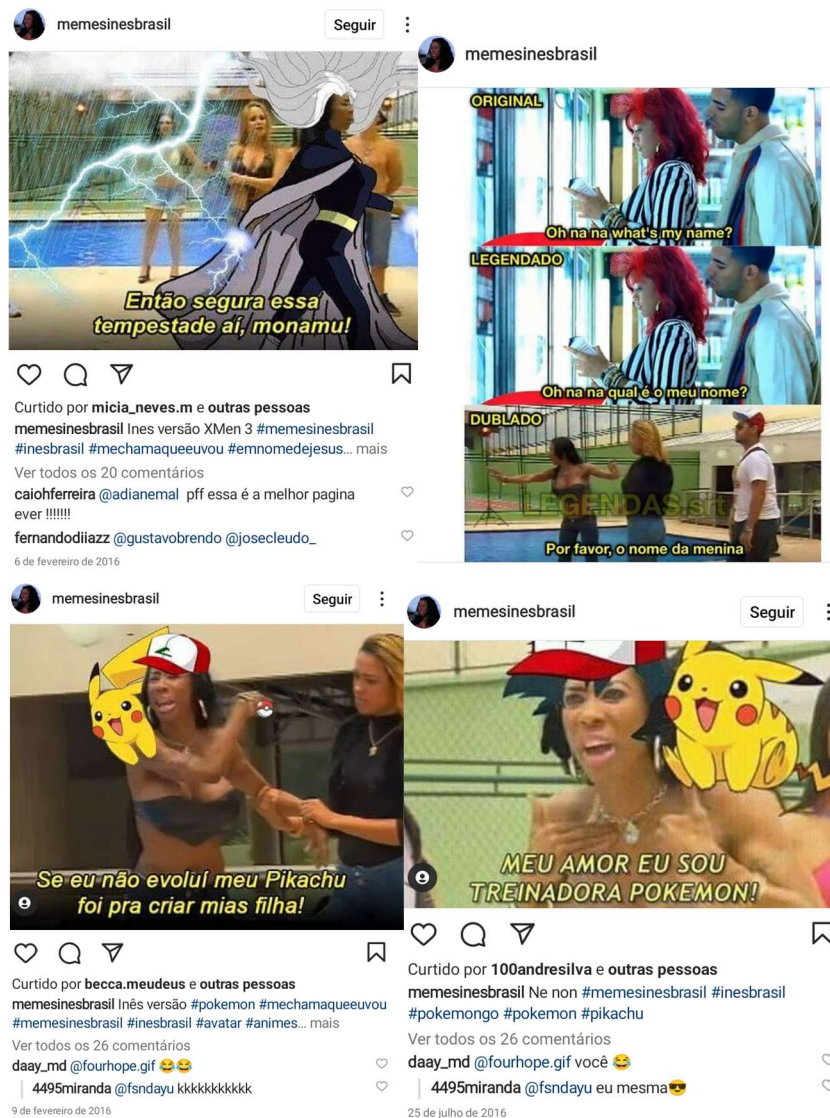 memesinesbrasil
Seguir
Então segura essa
tempestade aí, monamu!
Curtido por micia_neves.m e outras pessoas
memesinesbrasil Ines versão XMen 3 #memesinesbrasil
#inesbrasil #mechamaqueeuvou #emnomedejesus... mais
Ver todos os 20 comentários
caiohferreira @adianemal pff essa é a melhor pagina
ever !!!!!!!
fernandodiiazz @gustavobrendo @josecleudo_
6 de fevereiro de 2016
memesinesbrasil
ORIGINAL
Oh na na what's my name?
LEGENDADO
Oh na na qual é o meu nome?
DUBLADO
LEGENDAS.srt
Por favor, o nome da menina
memesinesbrasil
Seguir
Se eu não evoluí meu Pikachu
foi pra criar mias filha!
Curtido por becca.meudeus e outras pessoas
memesinesbrasil Inês versão #pokemon #mechamaqueeuvou
#memesinesbrasil #inesbrasil #avatar #animes... mais
Ver todos os 26 comentários
daay_md @fourhope.gif 😂😂
4495miranda @fsndayu kkkkkkkkkkk
9 de fevereiro de 2016
memesinesbrasil
Seguir
MEU AMOR EU SOU
TREINADORA POKEMON!
Curtido por 100andresilva e outras pessoas
memesinesbrasil Ne non #memesinesbrasil #inesbrasil
#pokemongo #pokemon #pikachu
Ver todos os 26 comentários
daay_md @fourhope.gif você 😂
4495miranda @fsndayu eu mesma😎
25 de julho de 2016